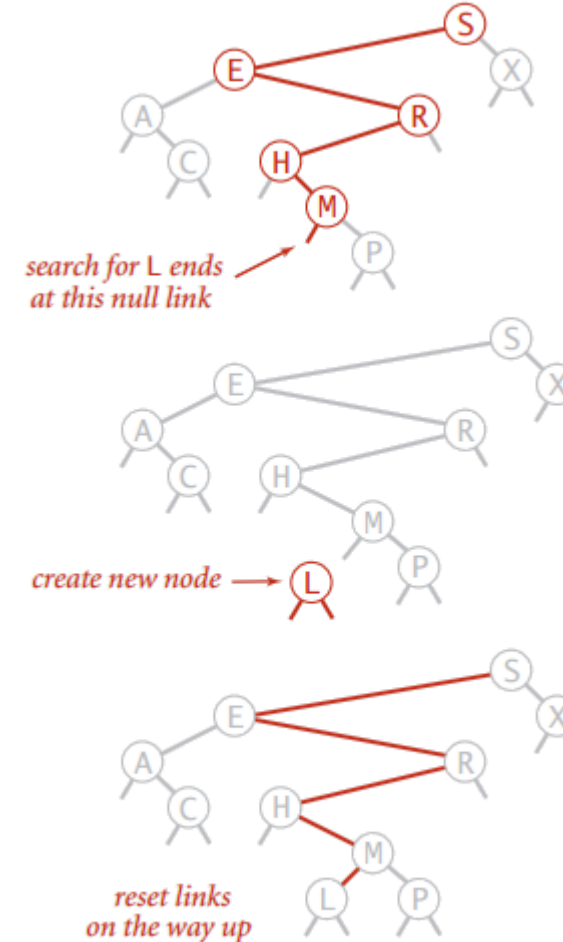 S
E
X
A
R
C
H
M
P
search for L ends
at this null link
S
E
X
A
R
C
H
M
P
create new node
L
S
E
X
A
R
C
H
M
L
P
reset links
on the way up